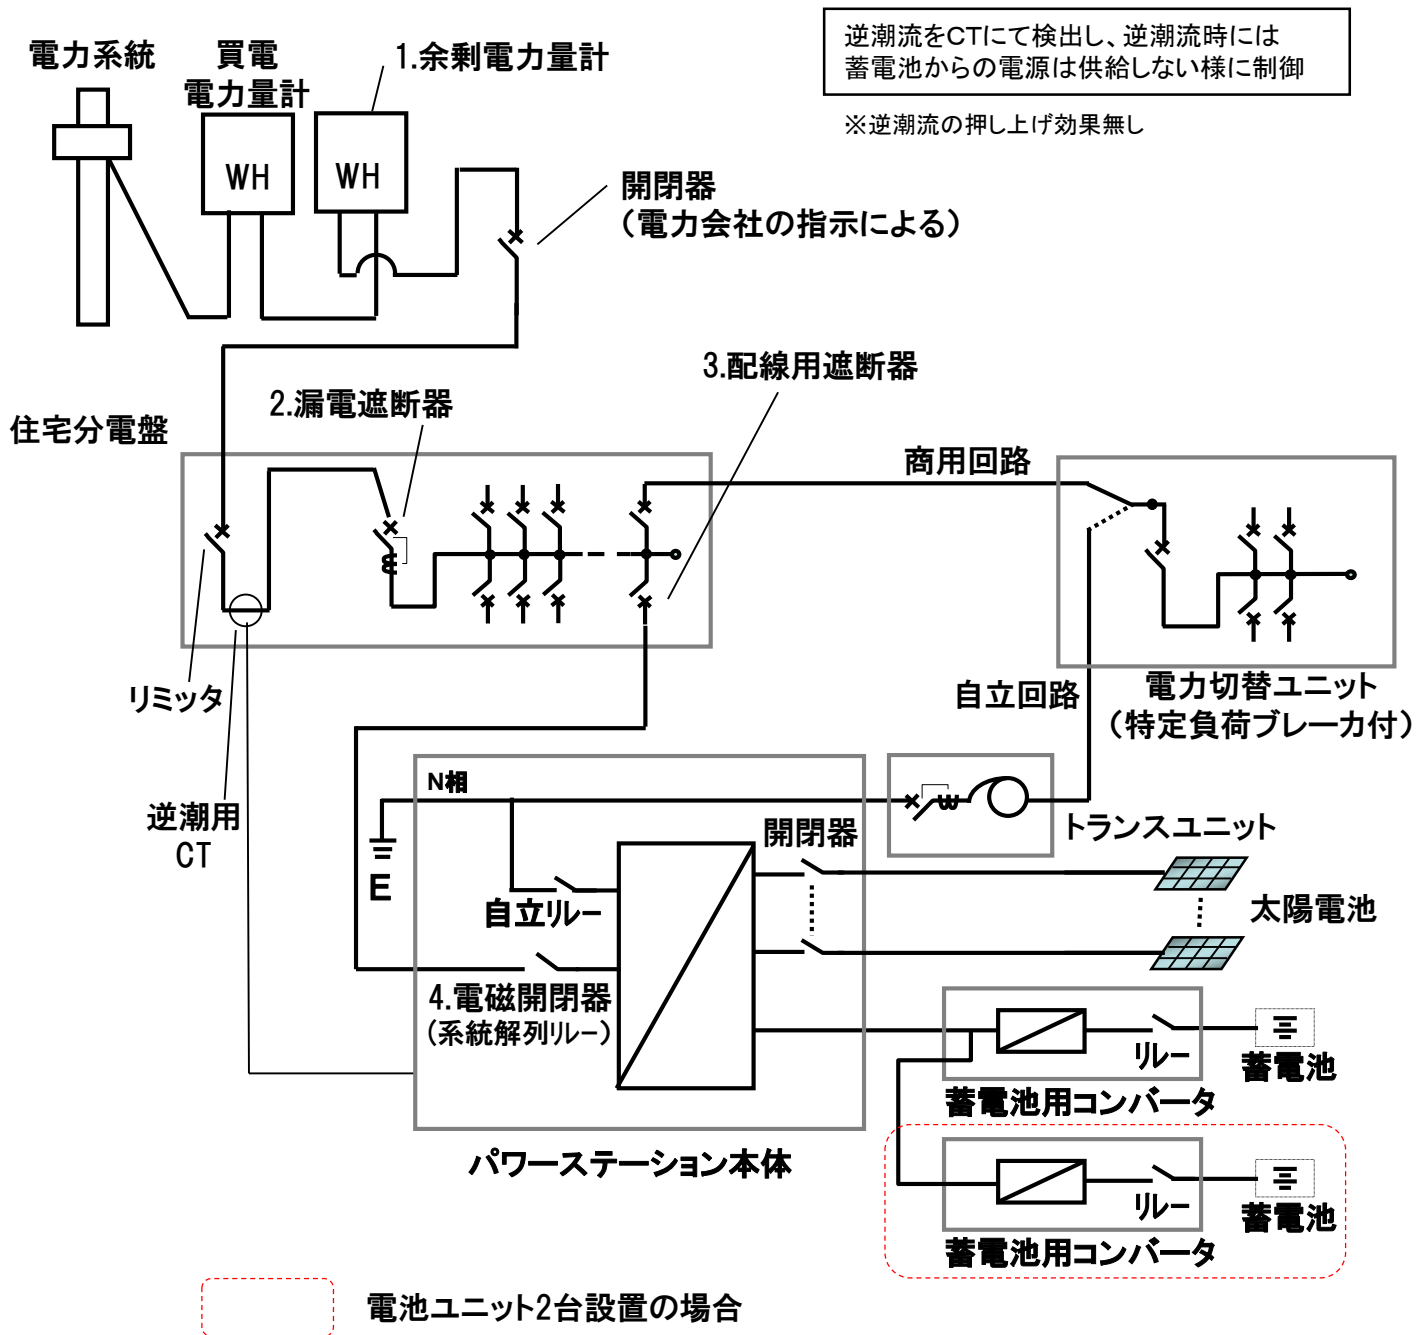 逆潮流をCTにて検出し、逆潮流時には
蓄電池からの電源は供給しない様に制御
※逆潮流の押し上げ効果無し
電力系統
買電
電力量計
1.余剰電力量計
WH
WH
開閉器
（電力会社の指示による）
3.配線用遮断器
2.漏電遮断器
住宅分電盤
商用回路
リミッタ
自立回路
電力切替ユニット
（特定負荷ブレーカ付）
N相
逆潮用
CT
開閉器
トランスユニット
E
自立リレー
太陽電池
4.電磁開閉器
（系統解列リレー）
リレー
蓄電池
蓄電池用コンバータ
パワーステーション本体
リレー
蓄電池
蓄電池用コンバータ
電池ユニット2台設置の場合